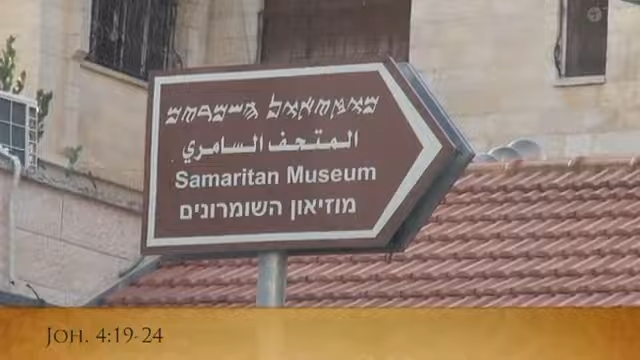 المتحف السامري
Samaritan Museum
מוזיאון השומרונים
Joh. 4:19-24